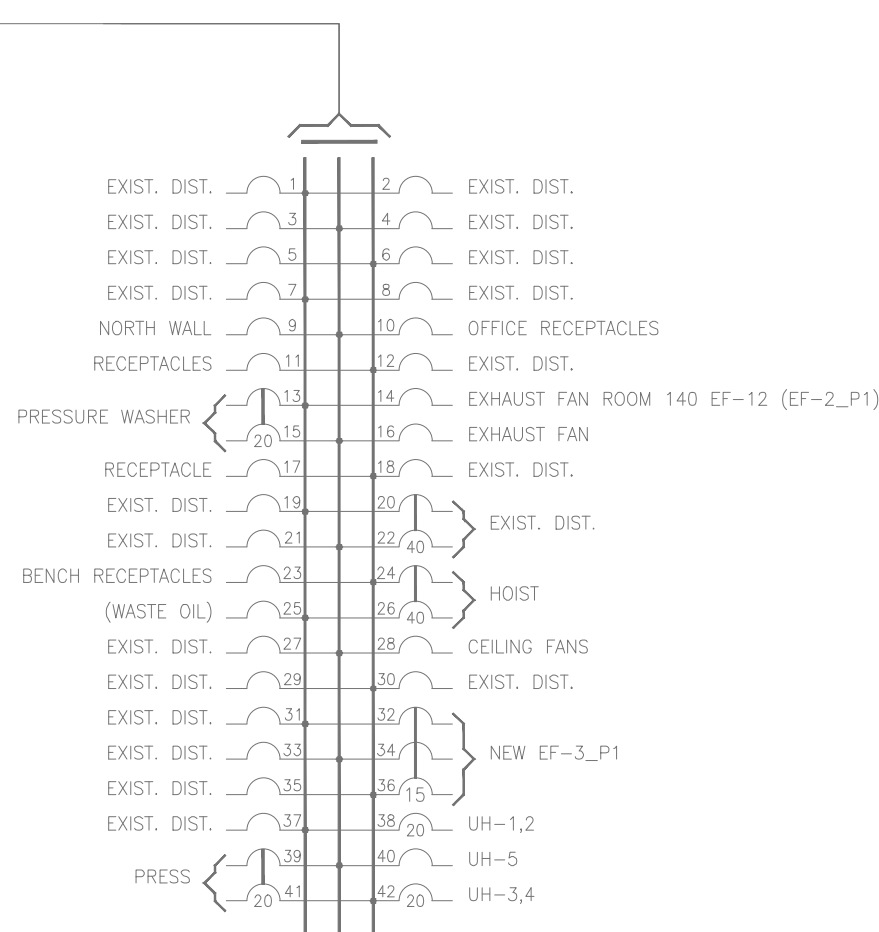 EXIST. DIST. 1 2 EXIST. DIST.
EXIST. DIST. 3 4 EXIST. DIST.
EXIST. DIST. 5 6 EXIST. DIST.
EXIST. DIST. 7 8 EXIST. DIST.
NORTH WALL 9 10 OFFICE RECEPTACLES
RECEPTACLES 11 12 EXIST. DIST.
13 14 EXHAUST FAN ROOM 140 EF-12 (EF-2_P1)
PRESSURE WASHER
20 15 16 EXHAUST FAN
RECEPTACLE 17 18 EXIST. DIST.
EXIST. DIST. 19 20
EXIST. DIST.
EXIST. DIST. 21 22 40
BENCH RECEPTACLES 23 24
HOIST
(WASTE OIL) 25 26 40
EXIST. DIST. 27 28 CEILING FANS
EXIST. DIST. 29 30 EXIST. DIST.
EXIST. DIST. 31 32
EXIST. DIST. 33 34 NEW EF-3_P1
EXIST. DIST. 35 36 15
EXIST. DIST. 37 38 20 UH-1,2
39 40 UH-5
PRESS
20 41 42 20 UH-3,4